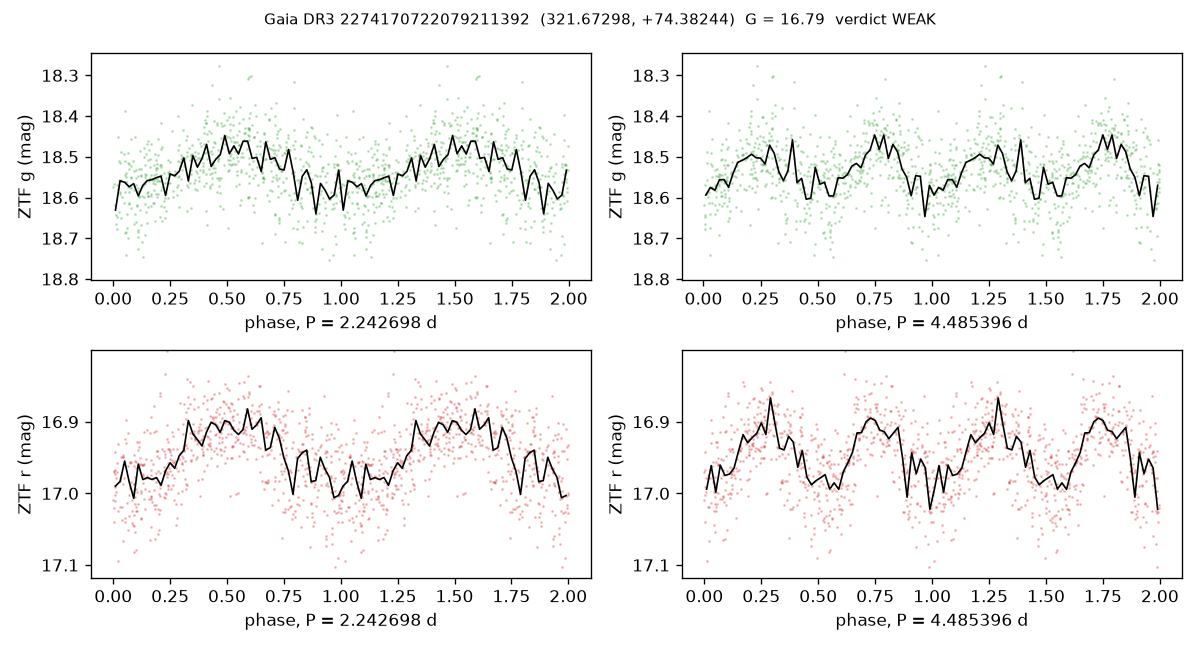 Gaia DR3 2274170722079211392 (321.67298, +74.38244) G = 16.79 verdict WEAK
ZTF g (mag)
18.3
18.4
18.5
18.6
18.7
18.8
0.00 0.25 0.50 0.75 1.00 1.25 1.50 1.75 2.00
phase, P = 2.242698 d
ZTF g (mag)
18.3
18.4
18.5
18.6
18.7
18.8
0.00 0.25 0.50 0.75 1.00 1.25 1.50 1.75 2.00
phase, P = 4.485396 d
ZTF r (mag)
16.9
17.0
17.1
0.00 0.25 0.50 0.75 1.00 1.25 1.50 1.75 2.00
phase, P = 2.242698 d
ZTF r (mag)
16.9
17.0
17.1
0.00 0.25 0.50 0.75 1.00 1.25 1.50 1.75 2.00
phase, P = 4.485396 d